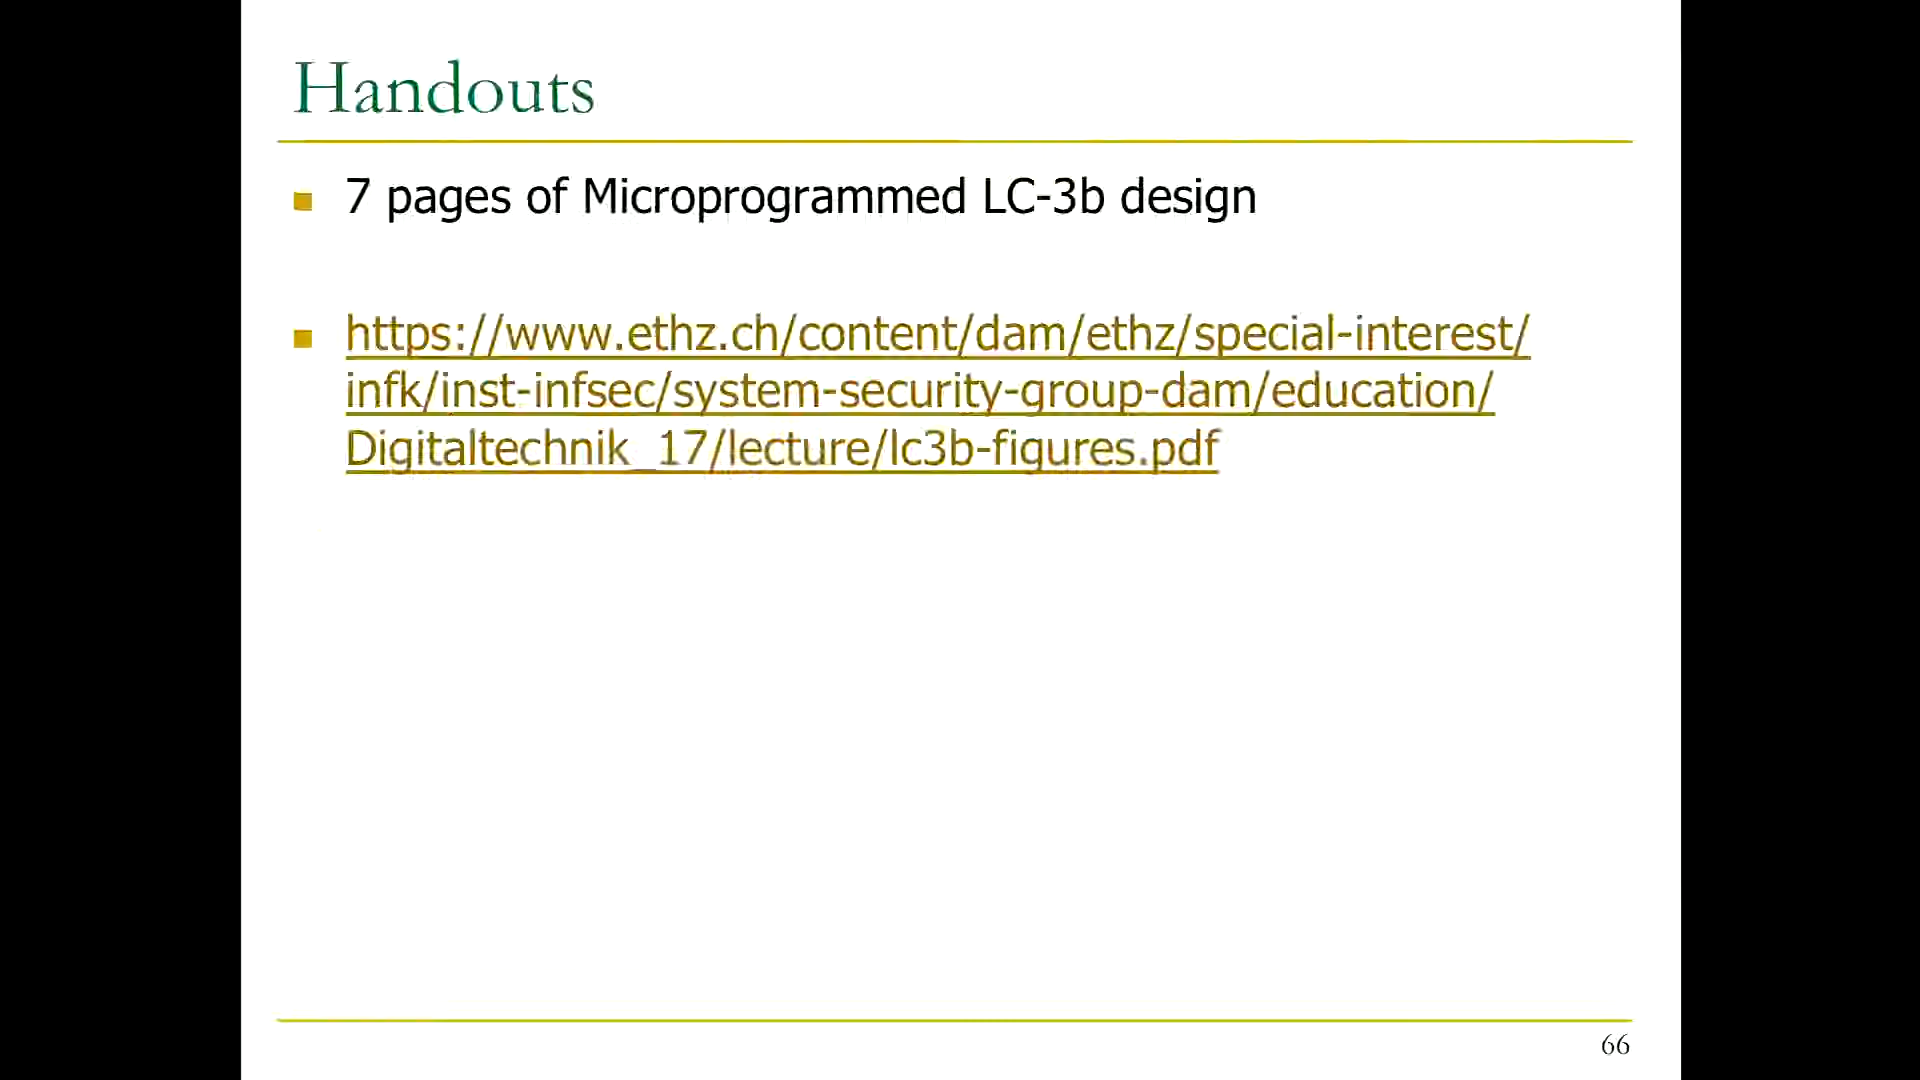 Handouts
7 pages of Microprogrammed LC-3b design
https://www.ethz.ch/content/dam/ethz/special-interest/
infk/inst-infsec/system-security-group-dam/education/
Digitaltechnik_17/lecture/lc3b-figures.pdf
66